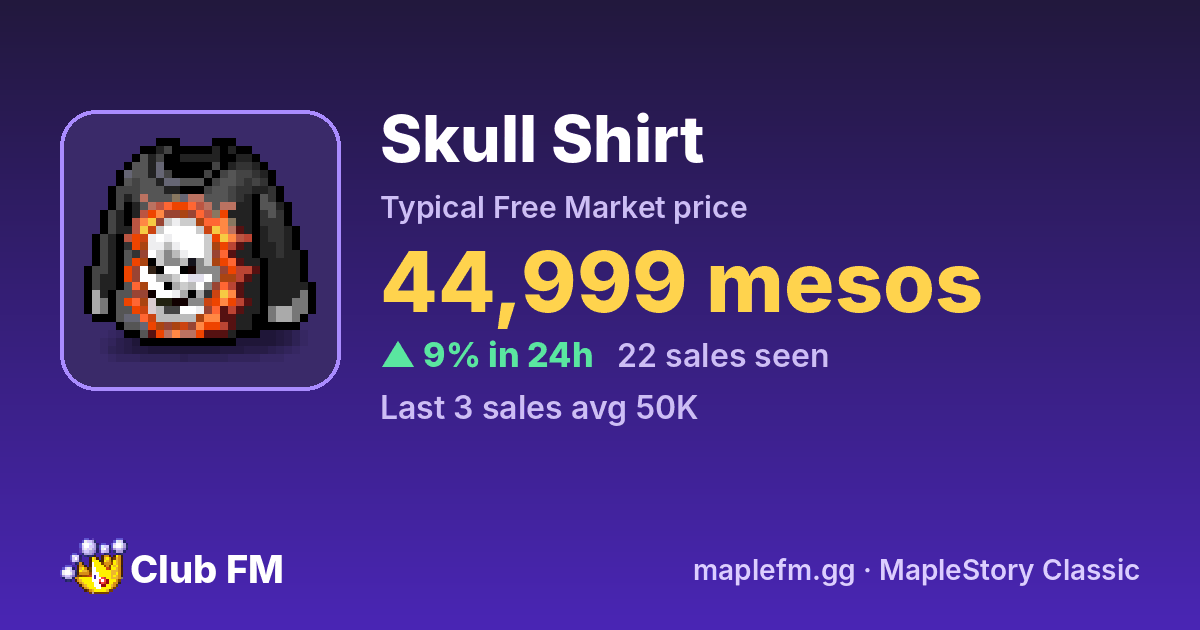 Skull Shirt
Typical Free Market price
44,999 mesos
▲ 9% in 24h 22 sales seen
Last 3 sales avg 50K
Club FM
maplefm.gg · MapleStory Classic